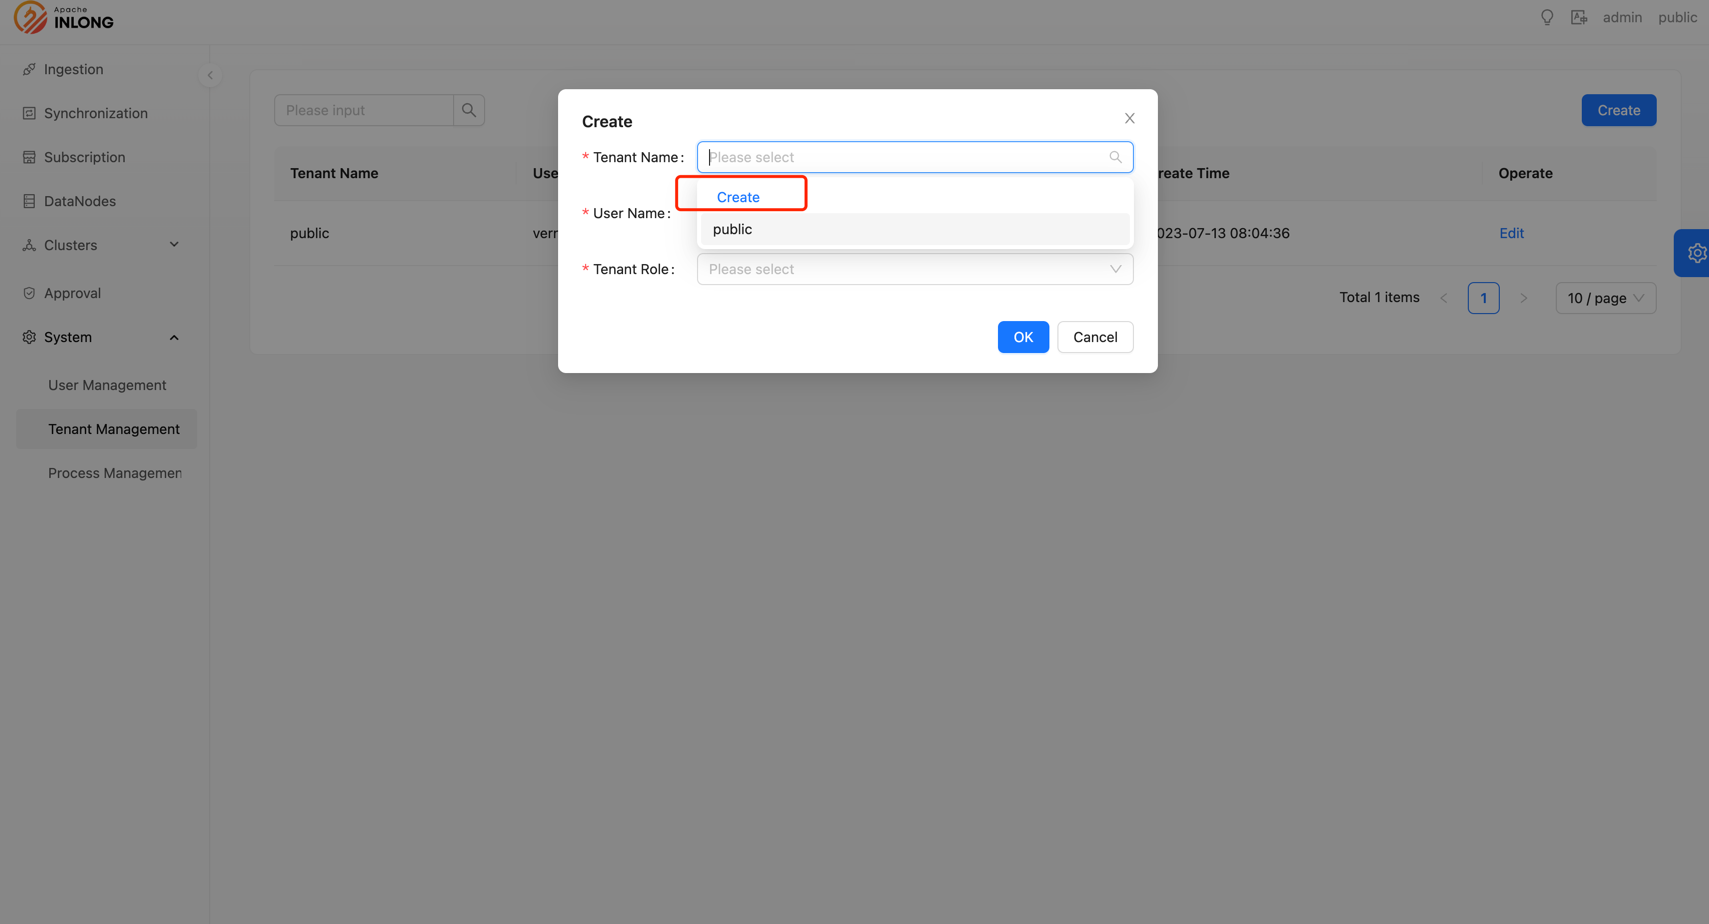 Apache
INLONG
admin
public
Ingestion
Synchronization
Subscription
DataNodes
Clusters
Approval
System
User Management
Tenant Management
Process Managemen
Please input
Create
Tenant Name
Use
reate Time
Operate
public
verr
023-07-13 08:04:36
Edit
Total 1 items
1
10 / page
Create
* Tenant Name:
Please select
Create
public
* User Name:
* Tenant Role:
Please select
OK
Cancel